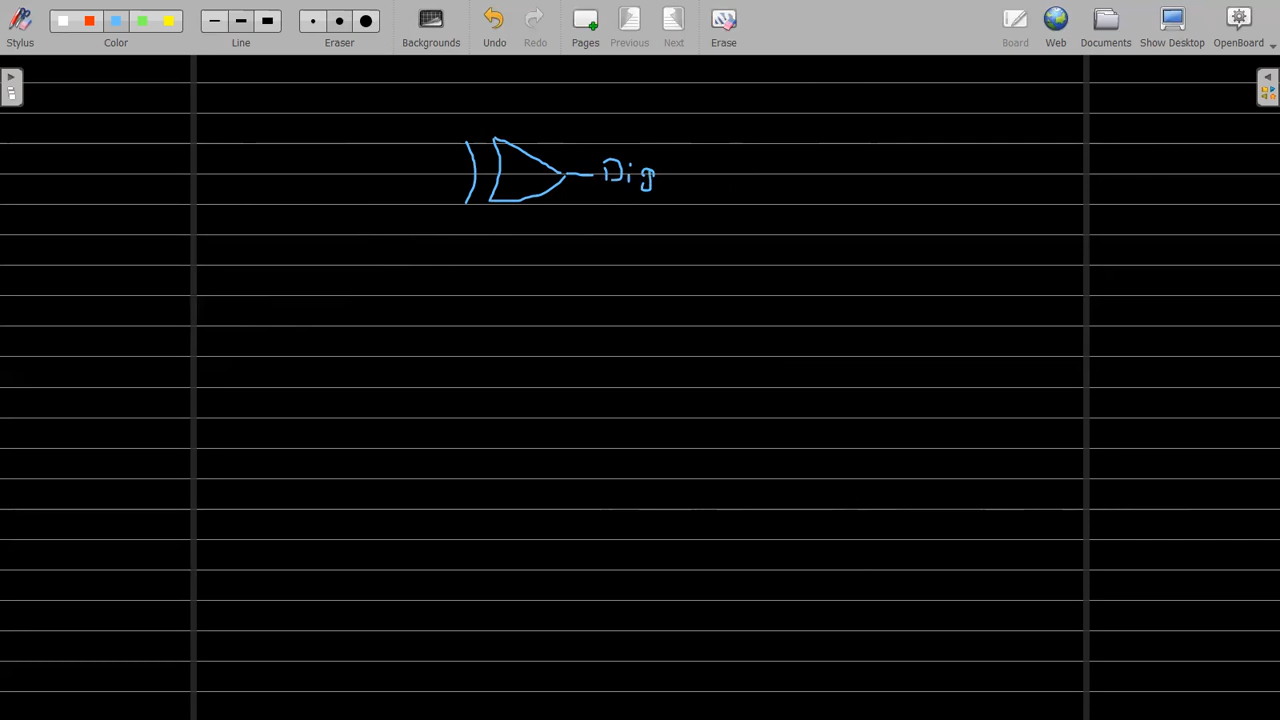 Stylus
Color
Line
Eraser
Backgrounds
Undo
Redo
Pages
Previous
Next
Erase
Board
Web
Documents
Show Desktop
OpenBoard
Dig